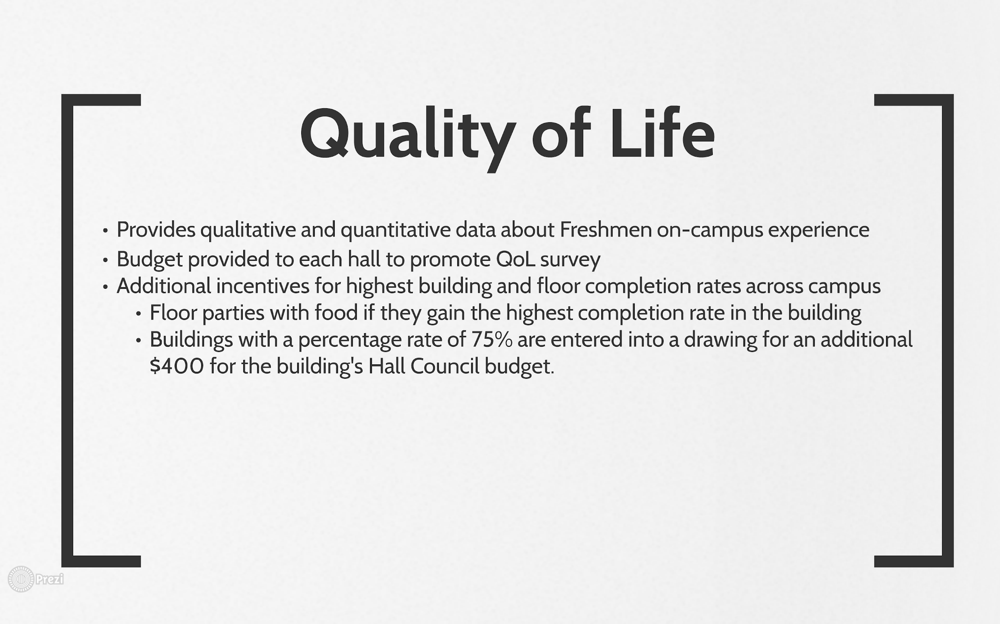 Quality of Life
• Provides qualitative and quantitative data about Freshmen on-campus experience
• Budget provided to each hall to promote QoL survey
• Additional incentives for highest building and floor completion rates across campus
• Floor parties with food if they gain the highest completion rate in the building
• Buildings with a percentage rate of 75% are entered into a drawing for an additional
$400 for the building's Hall Council budget.
Prezi